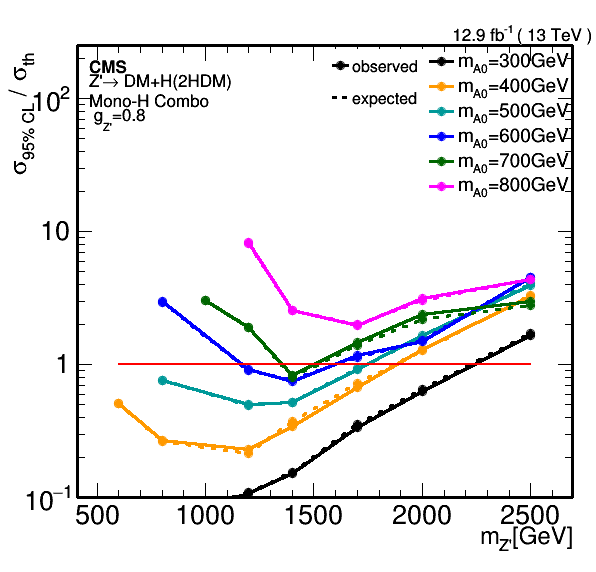 12.9 fb⁻¹ ( 13 TeV )
CMS
Z'→ DM+H(2HDM)
Mono-H Combo
g_Z'=0.8
observed
expected
m_A0=300GeV
m_A0=400GeV
m_A0=500GeV
m_A0=600GeV
m_A0=700GeV
m_A0=800GeV
σ_95% CL / σ_th
10²
10
1
10⁻¹
500 1000 1500 2000 2500
m_Z'[GeV]